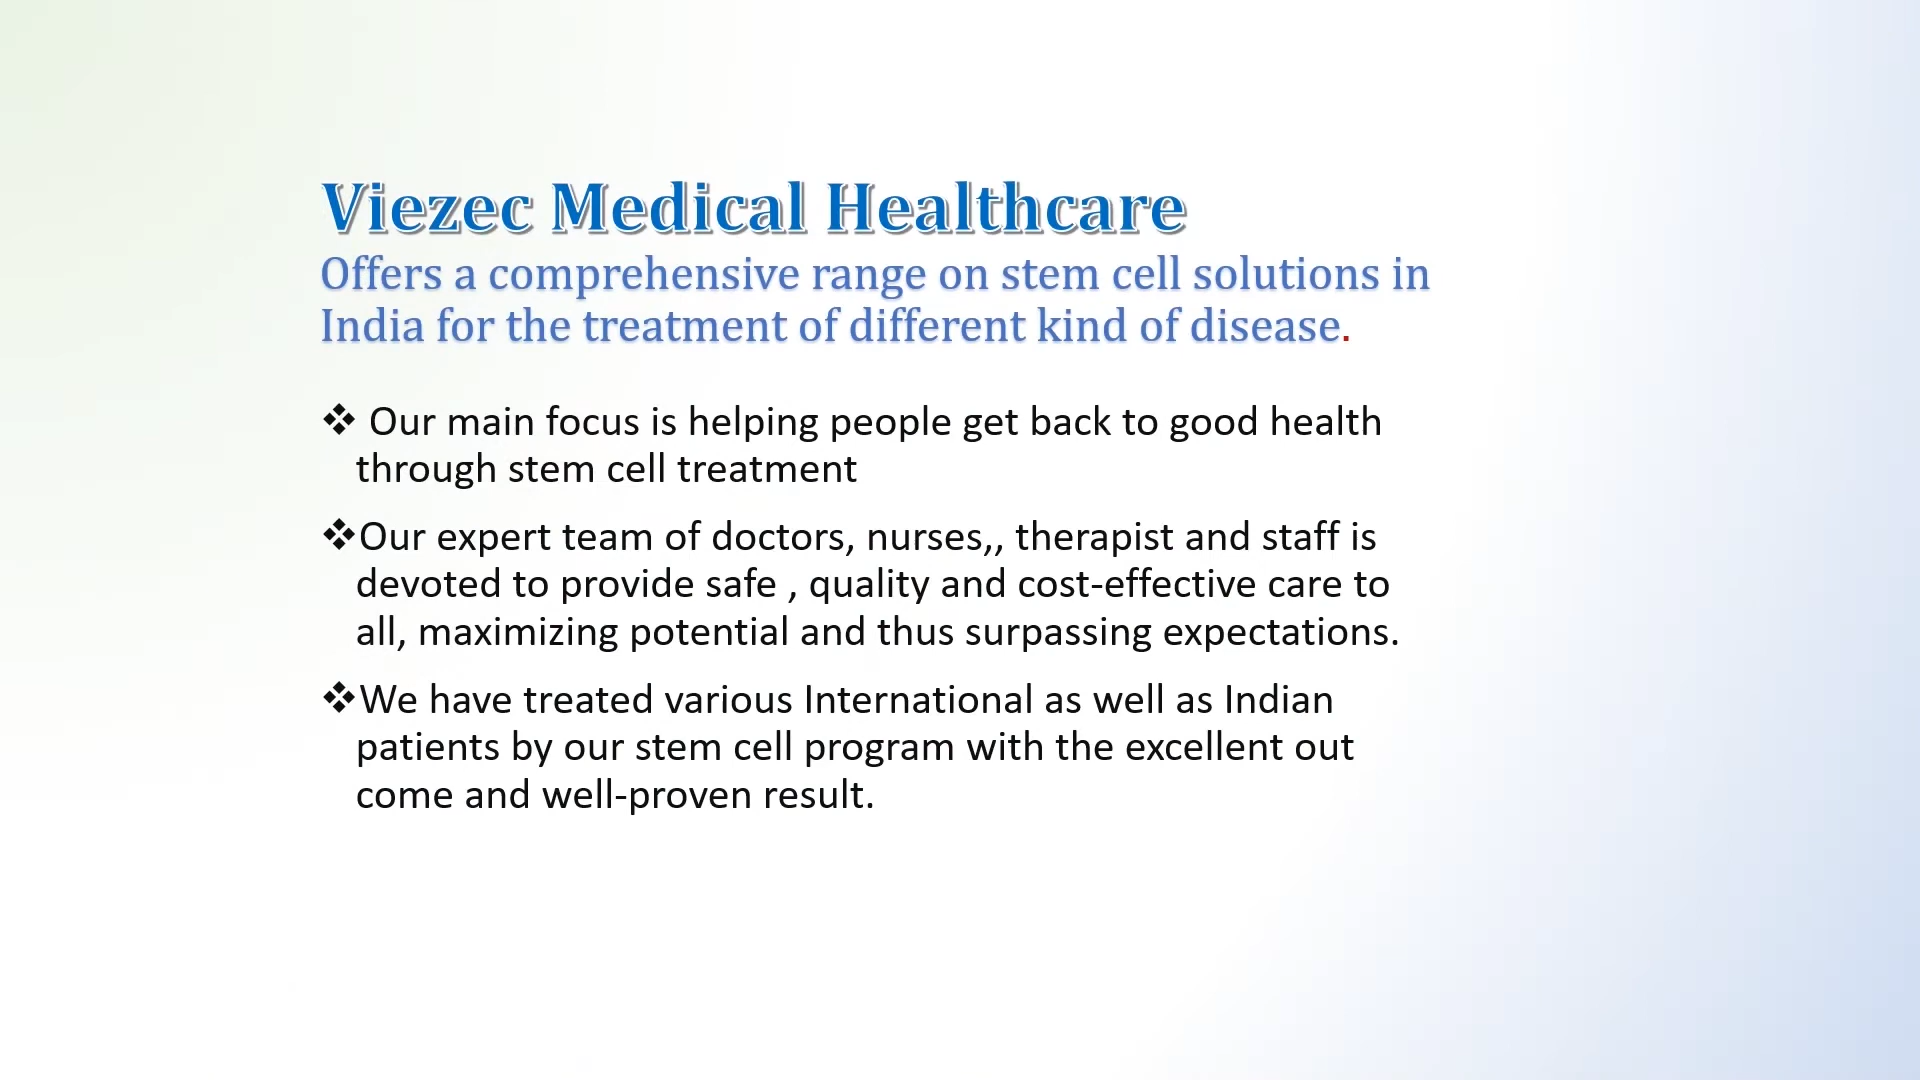 Viezec Medical Healthcare
Offers a comprehensive range on stem cell solutions in
India for the treatment of different kind of disease.
❖ Our main focus is helping people get back to good health
through stem cell treatment
❖Our expert team of doctors, nurses,, therapist and staff is
devoted to provide safe , quality and cost-effective care to
all, maximizing potential and thus surpassing expectations.
❖We have treated various International as well as Indian
patients by our stem cell program with the excellent out
come and well-proven result.